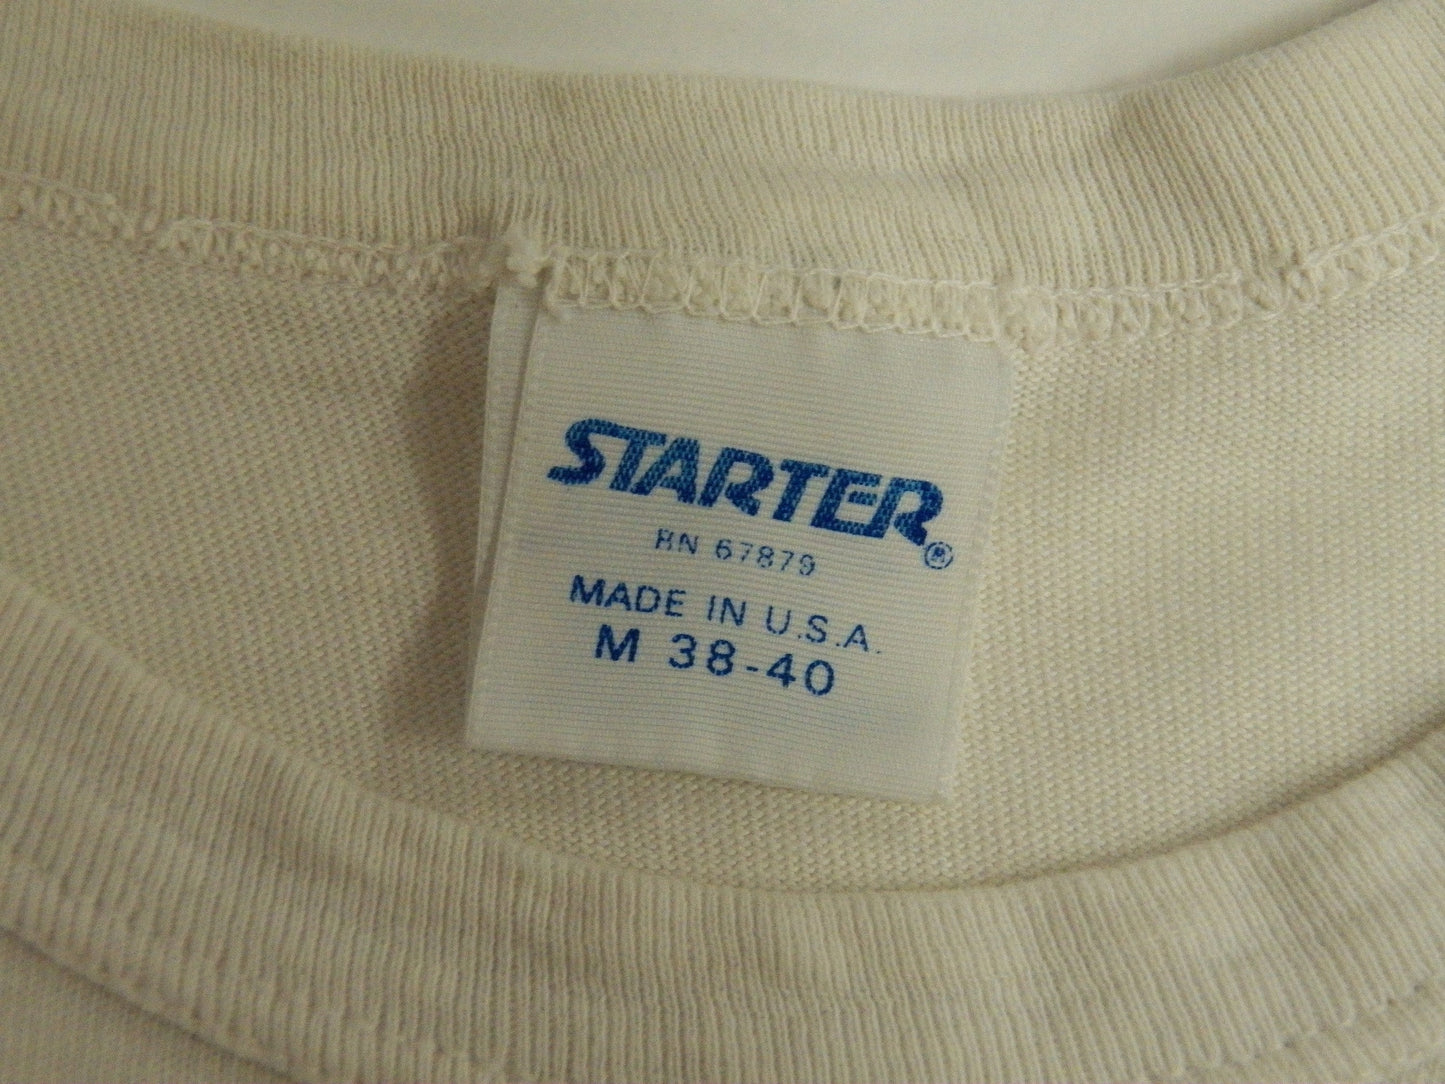 STARTER®
RN 67879
MADE IN U.S.A.
M 38-40